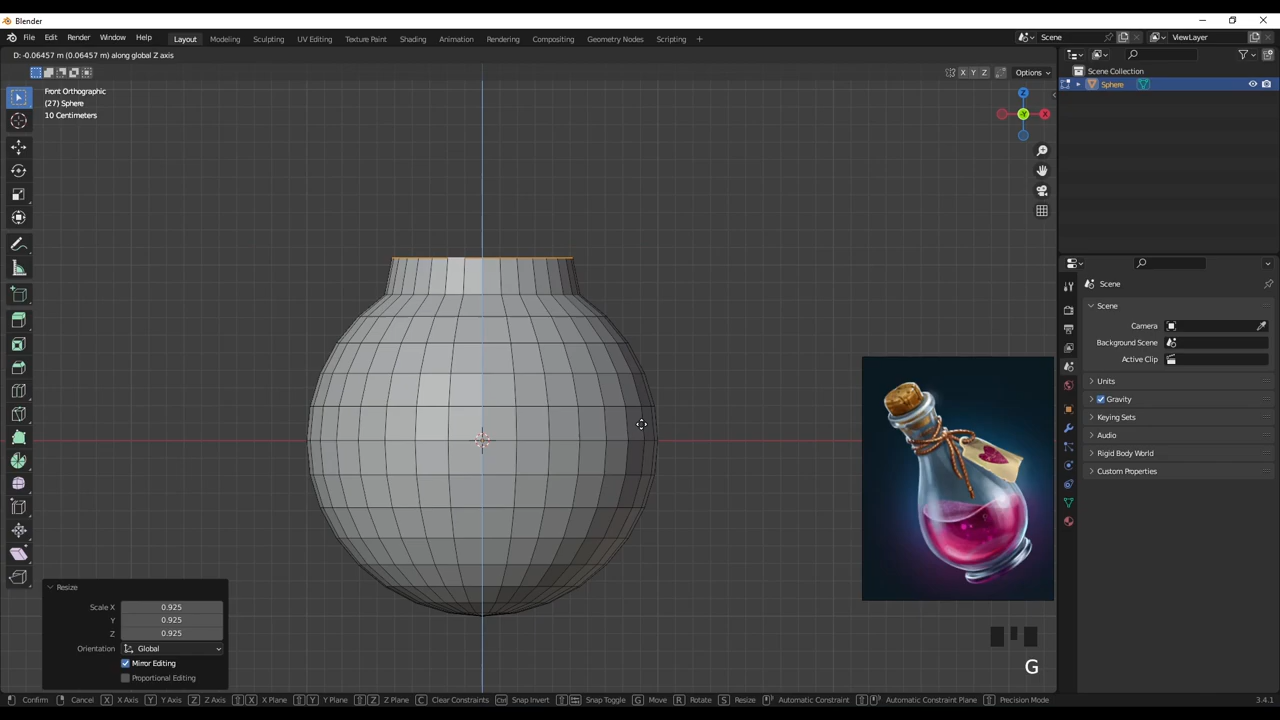 Blender
File Edit Render Window Help
Layout Modeling Sculpting UV Editing Texture Paint Shading Animation Rendering Compositing Geometry Nodes Scripting +
Scene
ViewLayer
D: -0.06457 m (0.06457 m) along global Z axis
X Y Z Options
Front Orthographic
(27) Sphere
10 Centimeters
Z
Y
X
Scene Collection
Sphere
Scene
Scene
Camera
Background Scene
Active Clip
Units
Gravity
Keying Sets
Audio
Rigid Body World
Custom Properties
Resize
Scale X 0.925
Y 0.925
Z 0.925
Orientation Global
Mirror Editing
Proportional Editing
G
Confirm Cancel X X Axis Y Y Axis Z Z Axis X X Plane Y Y Plane Z Z Plane C Clear Constraints Ctrl Snap Invert Snap Toggle G Move R Rotate S Resize Automatic Constraint Automatic Constraint Plane Precision Mode 3.4.1